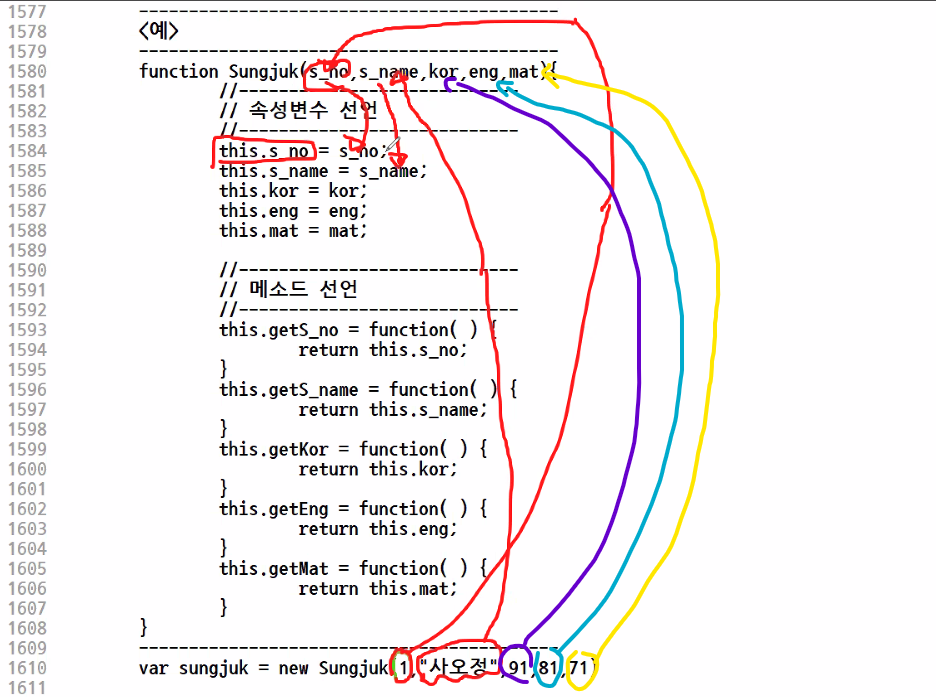 1577 ------------------------------------------
1578 <예>
1579 ------------------------------------------
1580 function Sungjuk(s_no,s_name,kor,eng,mat){
1581 //----------------------------
1582 // 속성변수 선언
1583 //----------------------------
1584 this.s_no = s_no;
1585 this.s_name = s_name;
1586 this.kor = kor;
1587 this.eng = eng;
1588 this.mat = mat;
1589
1590 //----------------------------
1591 // 메소드 선언
1592 //----------------------------
1593 this.getS_no = function( ) {
1594 return this.s_no;
1595 }
1596 this.getS_name = function( ) {
1597 return this.s_name;
1598 }
1599 this.getKor = function( ) {
1600 return this.kor;
1601 }
1602 this.getEng = function( ) {
1603 return this.eng;
1604 }
1605 this.getMat = function( ) {
1606 return this.mat;
1607 }
1608 }
1609 ------------------------------------------
1610 var sungjuk = new Sungjuk(1,"사오정",91,81,71)
1611